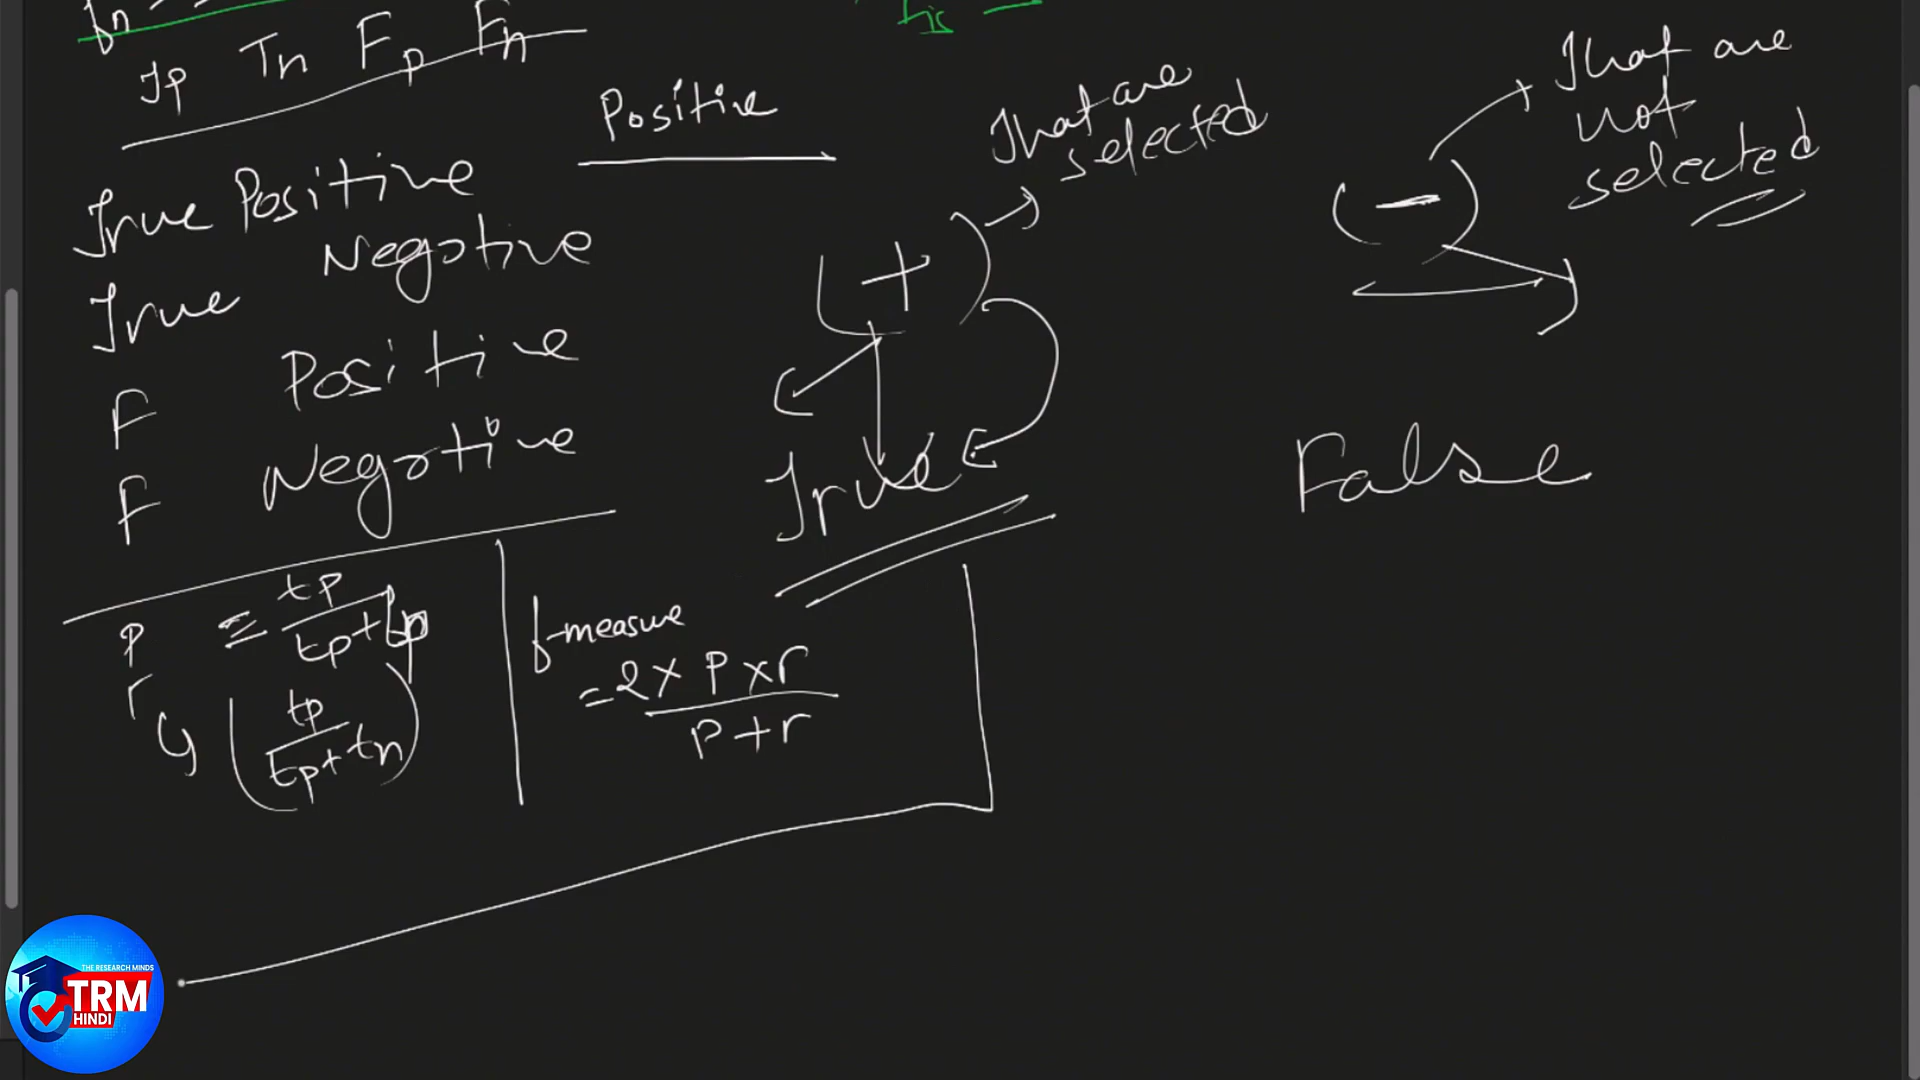 fn
Tp Tn Fp Fn
Positive
True Positive
Negative
True
F Positive
F Negative
That are
selected
(+)
True
That are
not
selected
(-)
False
P = tp / tp+fp
r
( tp / tp+tn )
f-measure
= 2 x P x r / P + r
THE RESEARCH MINDS
TRM
HINDI